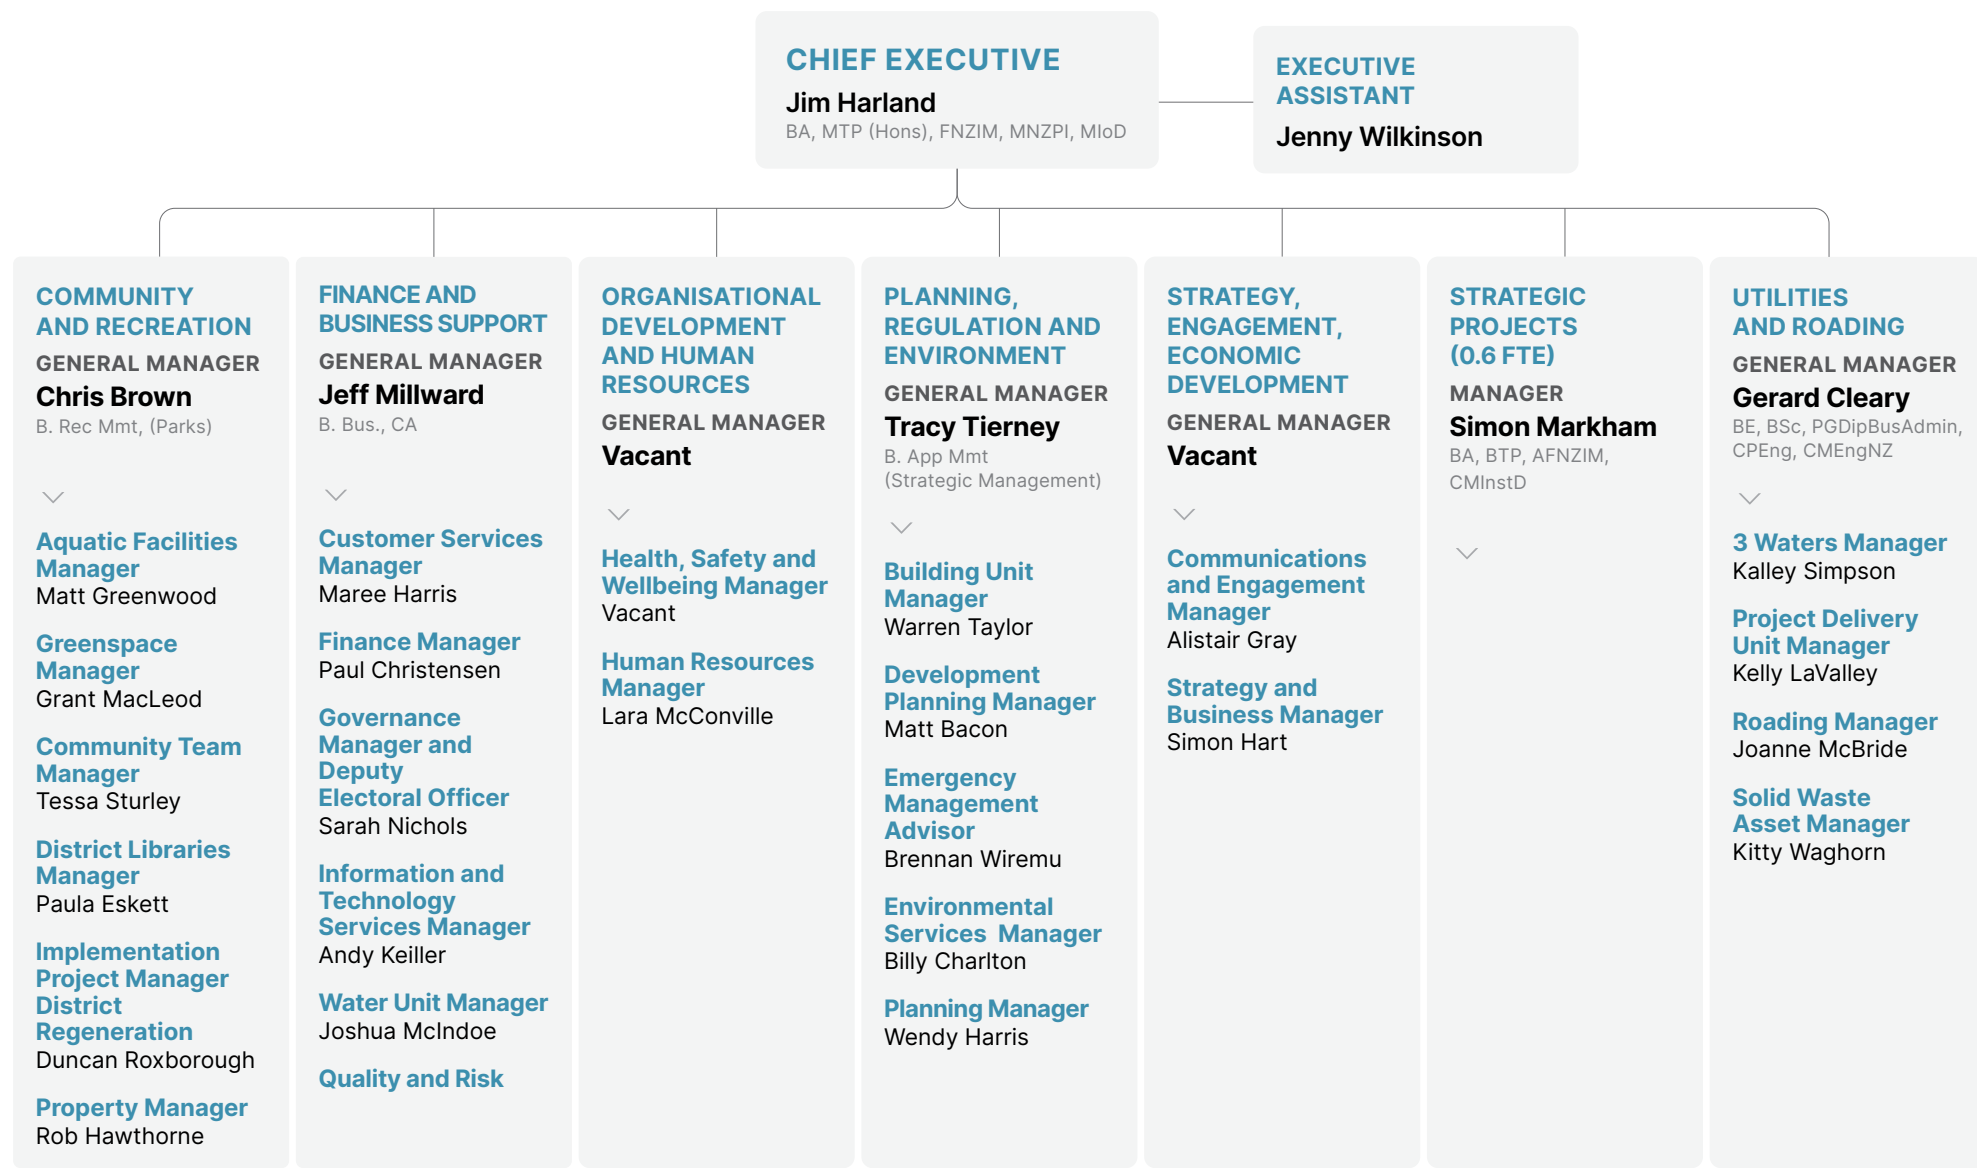 CHIEF EXECUTIVE
Jim Harland
BA, MTP (Hons), FNZIM, MNZPI, MIoD
EXECUTIVE
ASSISTANT
Jenny Wilkinson
COMMUNITY
AND RECREATION
GENERAL MANAGER
Chris Brown
B. Rec Mmt, (Parks)
Aquatic Facilities
Manager
Matt Greenwood
Greenspace
Manager
Grant MacLeod
Community Team
Manager
Tessa Sturley
District Libraries
Manager
Paula Eskett
Implementation
Project Manager
District
Regeneration
Duncan Roxborough
Property Manager
Rob Hawthorne
FINANCE AND
BUSINESS SUPPORT
GENERAL MANAGER
Jeff Millward
B. Bus., CA
Customer Services
Manager
Maree Harris
Finance Manager
Paul Christensen
Governance
Manager and
Deputy
Electoral Officer
Sarah Nichols
Information and
Technology
Services Manager
Andy Keiller
Water Unit Manager
Joshua McIndoe
Quality and Risk
ORGANISATIONAL
DEVELOPMENT
AND HUMAN
RESOURCES
GENERAL MANAGER
Vacant
Health, Safety and
Wellbeing Manager
Vacant
Human Resources
Manager
Lara McConville
PLANNING,
REGULATION AND
ENVIRONMENT
GENERAL MANAGER
Tracy Tierney
B. App Mmt
(Strategic Management)
Building Unit
Manager
Warren Taylor
Development
Planning Manager
Matt Bacon
Emergency
Management
Advisor
Brennan Wiremu
Environmental
Services  Manager
Billy Charlton
Planning Manager
Wendy Harris
STRATEGY,
ENGAGEMENT,
ECONOMIC
DEVELOPMENT
GENERAL MANAGER
Vacant
Communications
and Engagement
Manager
Alistair Gray
Strategy and
Business Manager
Simon Hart
STRATEGIC
PROJECTS
(0.6 FTE)
MANAGER
Simon Markham
BA, BTP, AFNZIM,
CMInstD
UTILITIES
AND ROADING
GENERAL MANAGER
Gerard Cleary
BE, BSc, PGDipBusAdmin,
CPEng, CMEngNZ
3 Waters Manager
Kalley Simpson
Project Delivery
Unit Manager
Kelly LaValley
Roading Manager
Joanne McBride
Solid Waste
Asset Manager
Kitty Waghorn